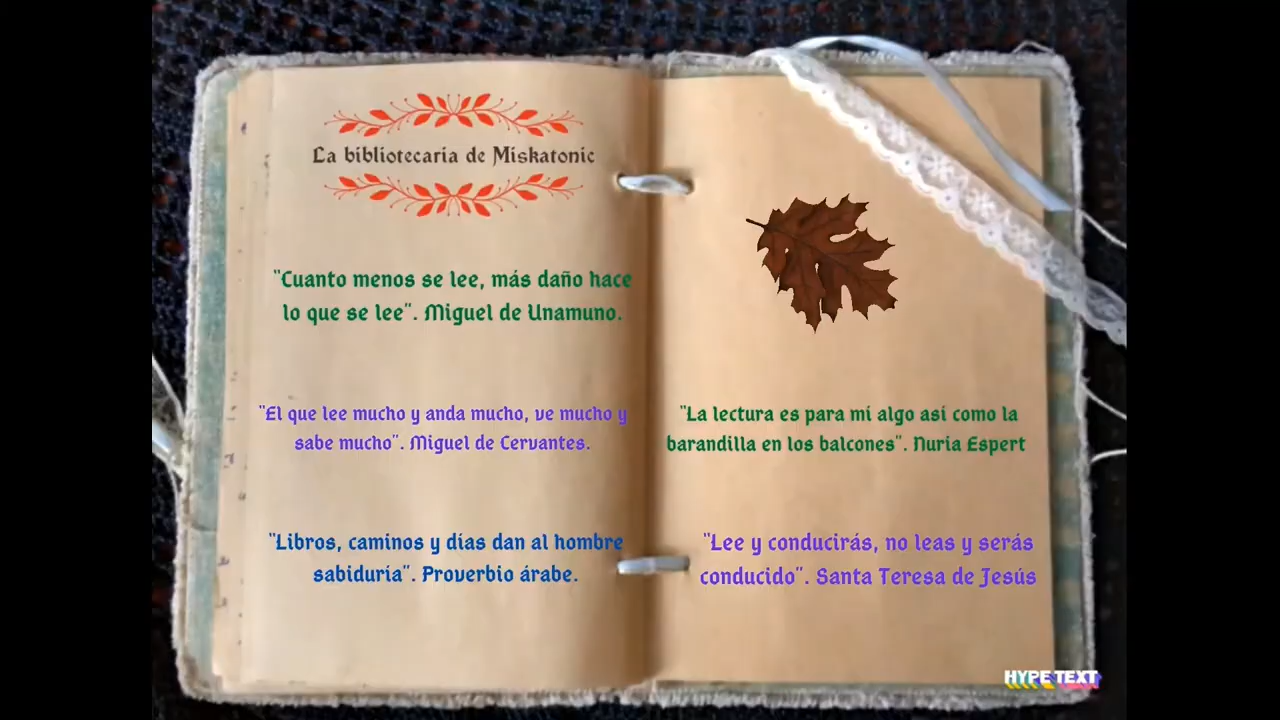 La bibliotecaria de Miskatonic
"Cuanto menos se lee, más daño hace
lo que se lee". Miguel de Unamuno.
"El que lee mucho y anda mucho, ve mucho y
sabe mucho". Miguel de Cervantes.
"Libros, caminos y días dan al hombre
sabiduría". Proverbio árabe.
"La lectura es para mí algo así como la
barandilla en los balcones". Nuria Espert
"Lee y conducirás, no leas y serás
conducido". Santa Teresa de Jesús
HYPE TEXT